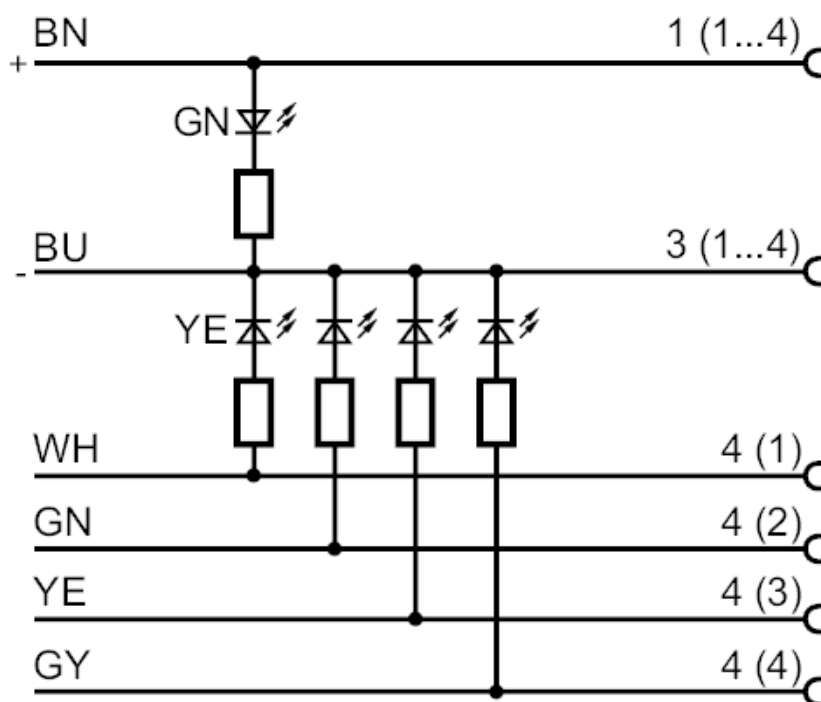 BN 1 (1...4)
+
GN
BU 3 (1...4)
-
YE
WH 4 (1)
GN 4 (2)
YE 4 (3)
GY 4 (4)